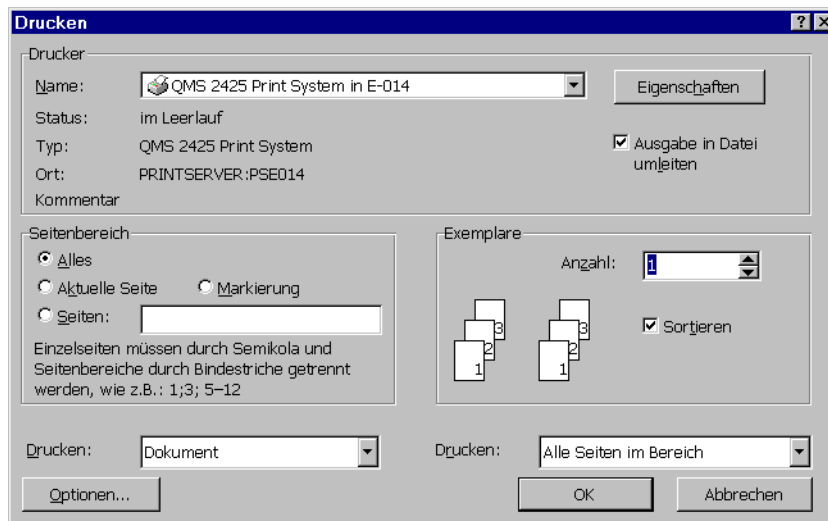 Drucken
Drucker
Name: QMS 2425 Print System in E-014
Eigenschaften
Status: im Leerlauf
Typ: QMS 2425 Print System
Ort: PRINTSERVER:PSE014
Kommentar
Ausgabe in Datei
umleiten
Seitenbereich
Alles
Aktuelle Seite Markierung
Seiten:
Einzelseiten müssen durch Semikola und
Seitenbereiche durch Bindestriche getrennt
werden, wie z.B.: 1;3; 5–12
Exemplare
Anzahl: 1
3 3
2 2
1 1
Sortieren
Drucken: Dokument
Drucken: Alle Seiten im Bereich
Optionen...
OK
Abbrechen